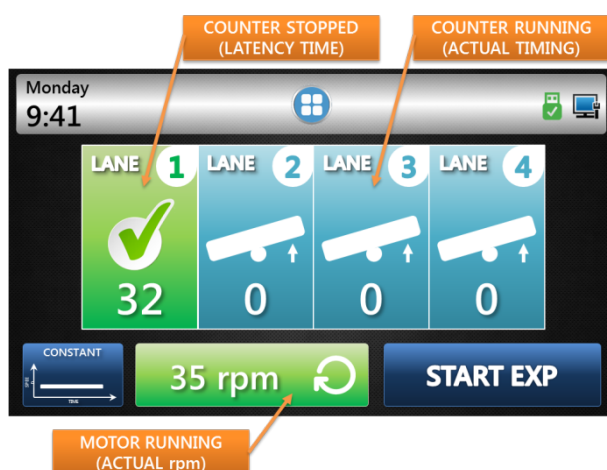 COUNTER STOPPED
(LATENCY TIME)
COUNTER RUNNING
(ACTUAL TIMING)
Monday
9:41
LANE 1
LANE 2
LANE 3
LANE 4
32
0
0
0
CONSTANT
TIME
35 rpm
START EXP
MOTOR RUNNING
(ACTUAL rpm)